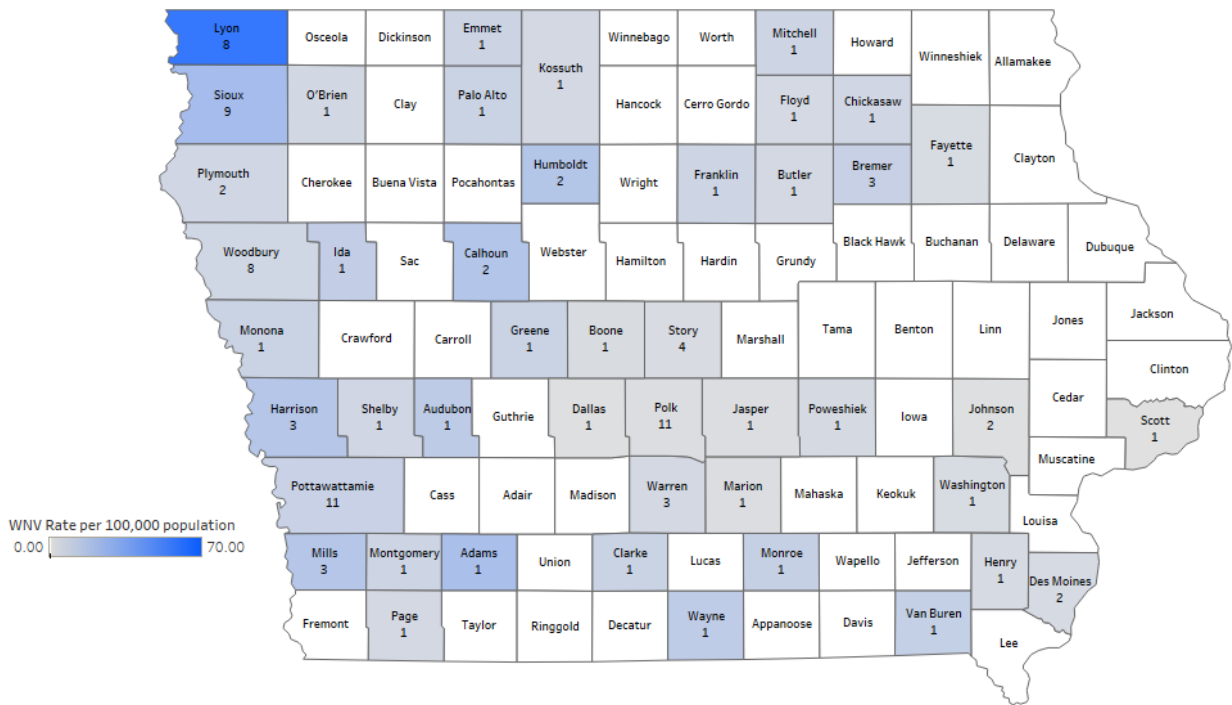 Lyon
8
Osceola
Dickinson
Emmet
1
Kossuth
1
Winnebago
Worth
Mitchell
1
Howard
Winneshiek
Allamakee
Sioux
9
O'Brien
1
Clay
Palo Alto
1
Hancock
Cerro Gordo
Floyd
1
Chickasaw
1
Fayette
1
Clayton
Plymouth
2
Cherokee
Buena Vista
Pocahontas
Humboldt
2
Wright
Franklin
1
Butler
1
Bremer
3
Woodbury
8
Ida
1
Sac
Calhoun
2
Webster
Hamilton
Hardin
Grundy
Black Hawk
Buchanan
Delaware
Dubuque
Monona
1
Crawford
Carroll
Greene
1
Boone
1
Story
4
Marshall
Tama
Benton
Linn
Jones
Jackson
Clinton
Harrison
3
Shelby
1
Audubon
1
Guthrie
Dallas
1
Polk
11
Jasper
1
Poweshiek
1
Iowa
Johnson
2
Cedar
Scott
1
Muscatine
Pottawattamie
11
Cass
Adair
Madison
Warren
3
Marion
1
Mahaska
Keokuk
Washington
1
Louisa
WNV Rate per 100,000 population
0.00
70.00
Mills
3
Montgomery
1
Adams
1
Union
Clarke
1
Lucas
Monroe
1
Wapello
Jefferson
Henry
1
Des Moines
2
Fremont
Page
1
Taylor
Ringgold
Decatur
Wayne
1
Appanoose
Davis
Van Buren
1
Lee